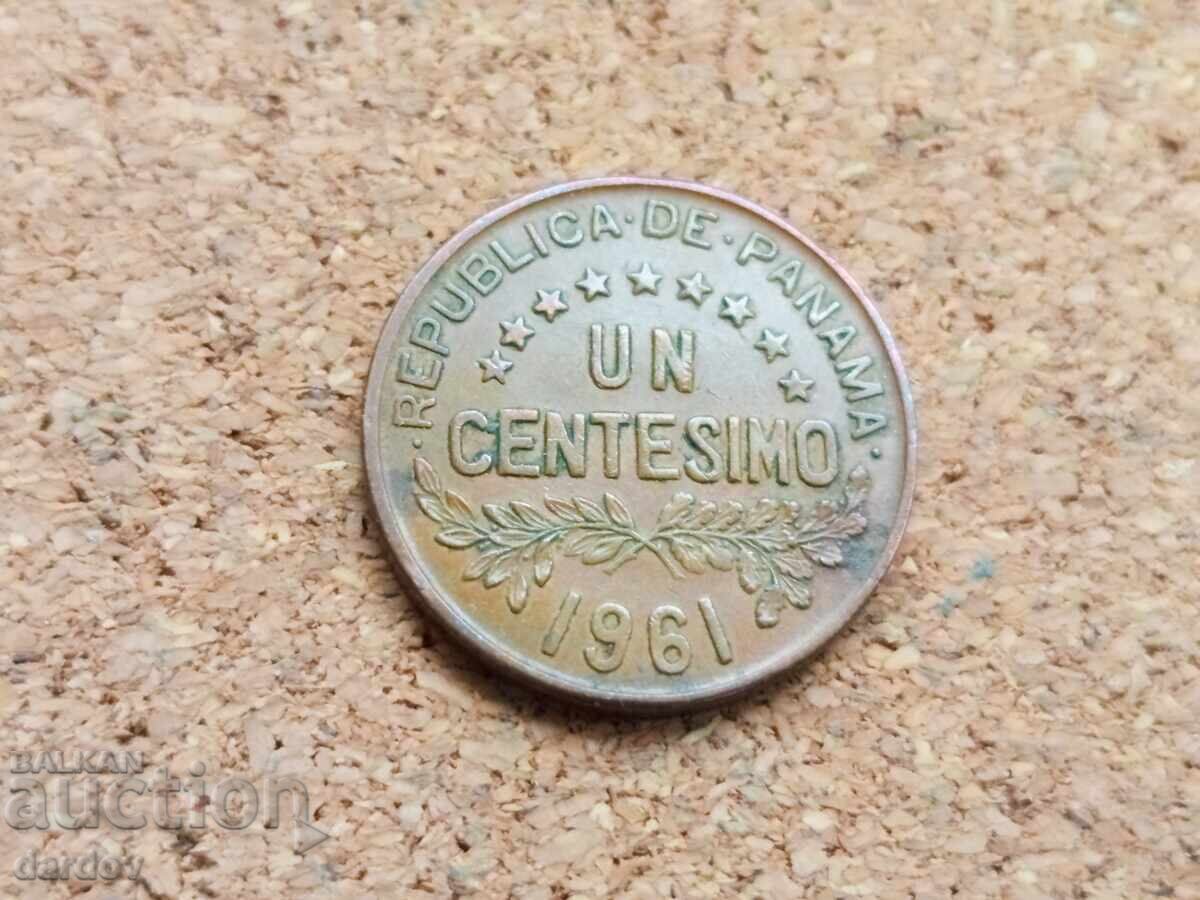 ·REPUBLICA·DE·PANAMA·
UN
CENTESIMO
1961
BALKAN
auction
dardov